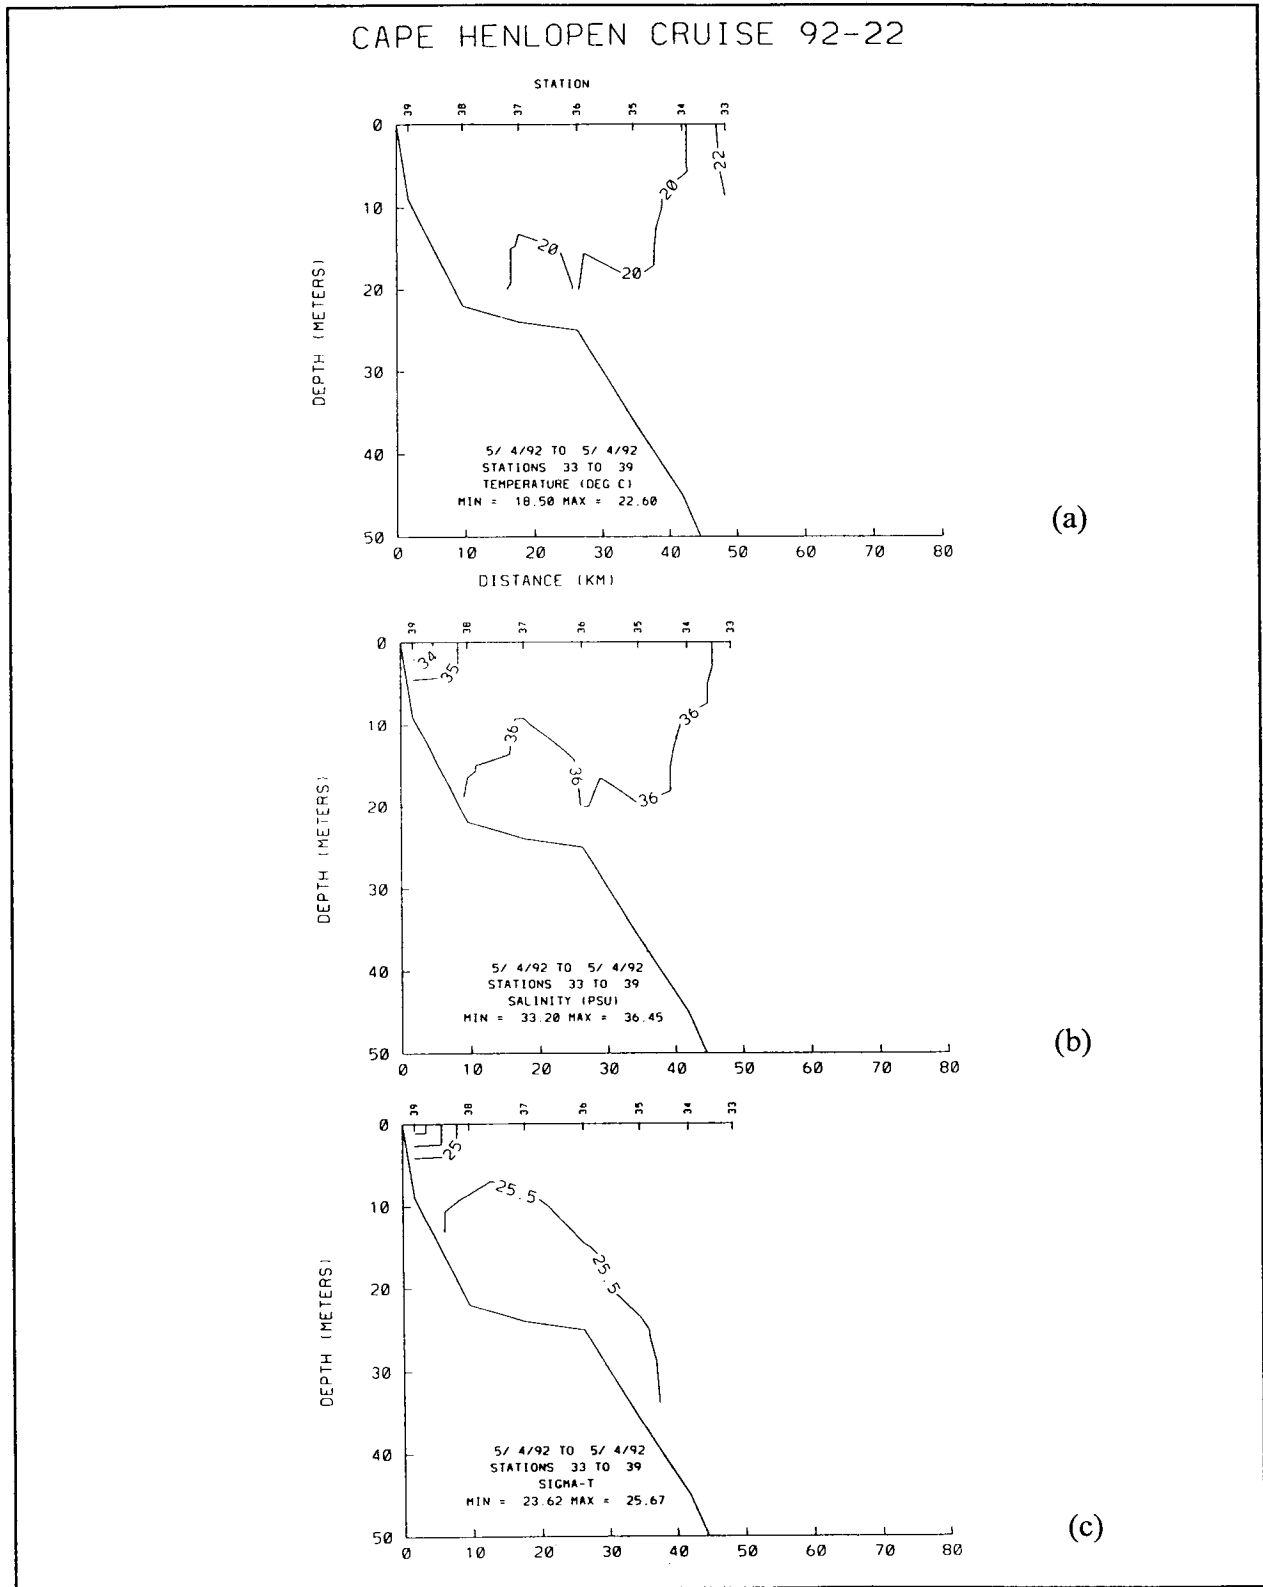 CAPE HENLOPEN CRUISE 92-22
STATION
39 38 37 36 35 34 33
0
10
20
30
40
50
DEPTH (METERS)
20
22
20
20
5/ 4/92 TO 5/ 4/92
STATIONS 33 TO 39
TEMPERATURE (DEG C)
MIN = 18.50 MAX = 22.60
(a)
0 10 20 30 40 50 60 70 80
DISTANCE (KM)
39 38 37 36 35 34 33
0
10
20
30
40
50
DEPTH (METERS)
34
35
36
36
36
36
5/ 4/92 TO 5/ 4/92
STATIONS 33 TO 39
SALINITY (PSU)
MIN = 33.20 MAX = 36.45
(b)
0 10 20 30 40 50 60 70 80
39 38 37 36 35 34 33
0
10
20
30
40
50
DEPTH (METERS)
25
25.5
25.5
5/ 4/92 TO 5/ 4/92
STATIONS 33 TO 39
SIGMA-T
MIN = 23.62 MAX = 25.67
(c)
0 10 20 30 40 50 60 70 80